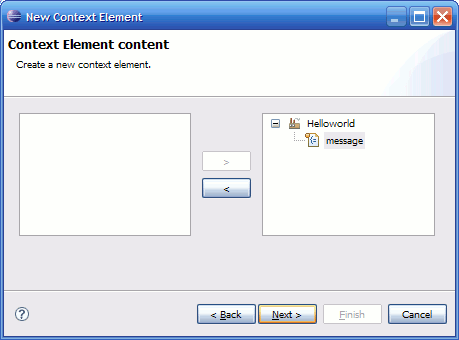 New Context Element
Context Element content
Create a new context element.
Helloworld
message
>
<
?
< Back
Next >
Finish
Cancel